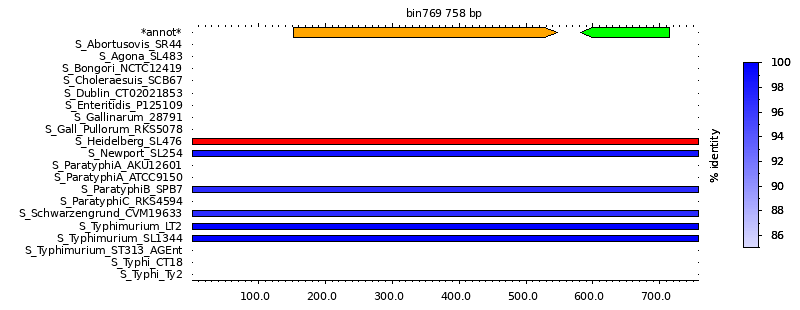 bin769 758 bp
*annot*
S_Abortusovis_SR44
S_Agona_SL483
S_Bongori_NCTC12419
S_Choleraesuis_SCB67
S_Dublin_CT02021853
S_Enteritidis_P125109
S_Gallinarum_28791
S_Gall_Pullorum_RKS5078
S_Heidelberg_SL476
S_Newport_SL254
S_ParatyphiA_AKU12601
S_ParatyphiA_ATCC9150
S_ParatyphiB_SPB7
S_ParatyphiC_RKS4594
S_Schwarzengrund_CVM19633
S_Typhimurium_LT2
S_Typhimurium_SL1344
S_Typhimurium_ST313_AGEnt
S_Typhi_CT18
S_Typhi_Ty2
100.0 200.0 300.0 400.0 500.0 600.0 700.0
% identity
100
98
96
94
92
90
88
86